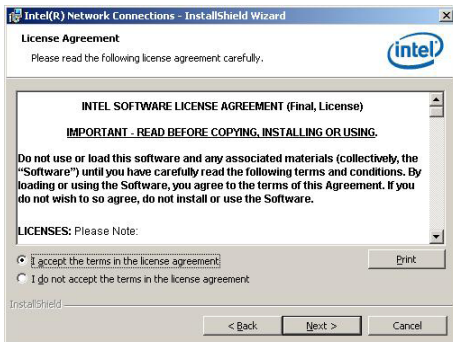 Intel(R) Network Connections - InstallShield Wizard
License Agreement
Please read the following license agreement carefully.
intel
INTEL SOFTWARE LICENSE AGREEMENT (Final, License)
IMPORTANT - READ BEFORE COPYING, INSTALLING OR USING.
Do not use or load this software and any associated materials (collectively, the
“Software”) until you have carefully read the following terms and conditions. By
loading or using the Software, you agree to the terms of this Agreement. If you
do not wish to so agree, do not install or use the Software.
LICENSES: Please Note:
I accept the terms in the license agreement
Print
I do not accept the terms in the license agreement
InstallShield
< Back
Next >
Cancel